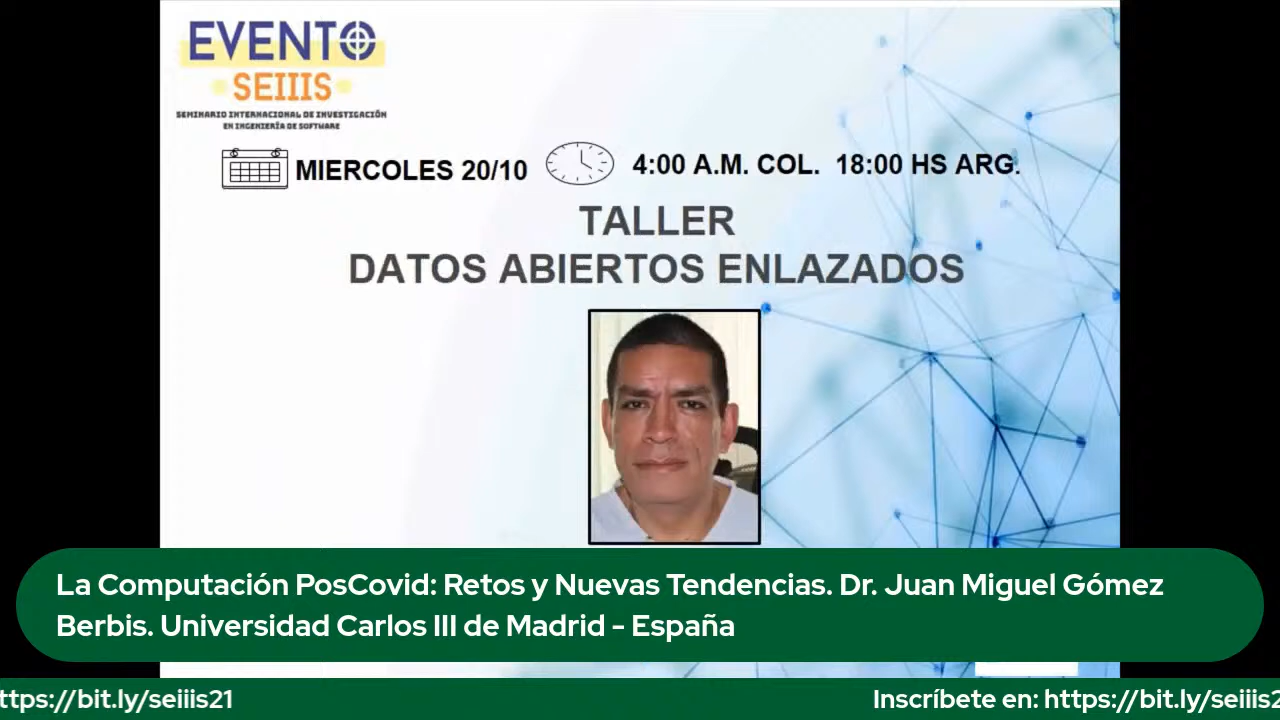 EVENTO
SEIIIS
SEMINARIO INTERNACIONAL DE INVESTIGACIÓN
EN INGENIERÍA DE SOFTWARE
MIERCOLES 20/10 4:00 A.M. COL. 18:00 HS ARG.
TALLER
DATOS ABIERTOS ENLAZADOS
La Computación PosCovid: Retos y Nuevas Tendencias. Dr. Juan Miguel Gómez
Berbis. Universidad Carlos III de Madrid - España
ttps://bit.ly/seiiis21 Inscríbete en: https://bit.ly/seiiis2